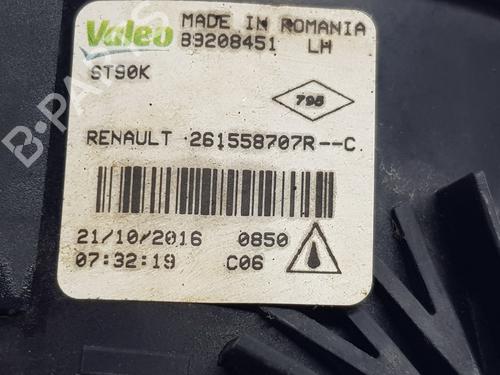 Valeo MADE IN ROMANIA
89208451 LH
ST90K
795
RENAULT 261558707R--C
21/10/2016 0850
07:32:19 C06
B-PARTS